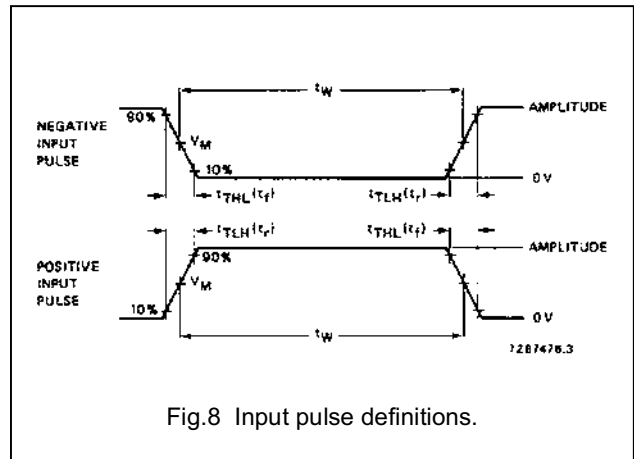 tW
90%
AMPLITUDE
NEGATIVE
INPUT
PULSE
VM
10%
0 V
tTHL (tf)
tTLH (tr)
tTLH (tr)
tTHL (tf)
AMPLITUDE
90%
POSITIVE
INPUT
PULSE
VM
10%
0 V
tW
7287476.3
Fig.8 Input pulse definitions.